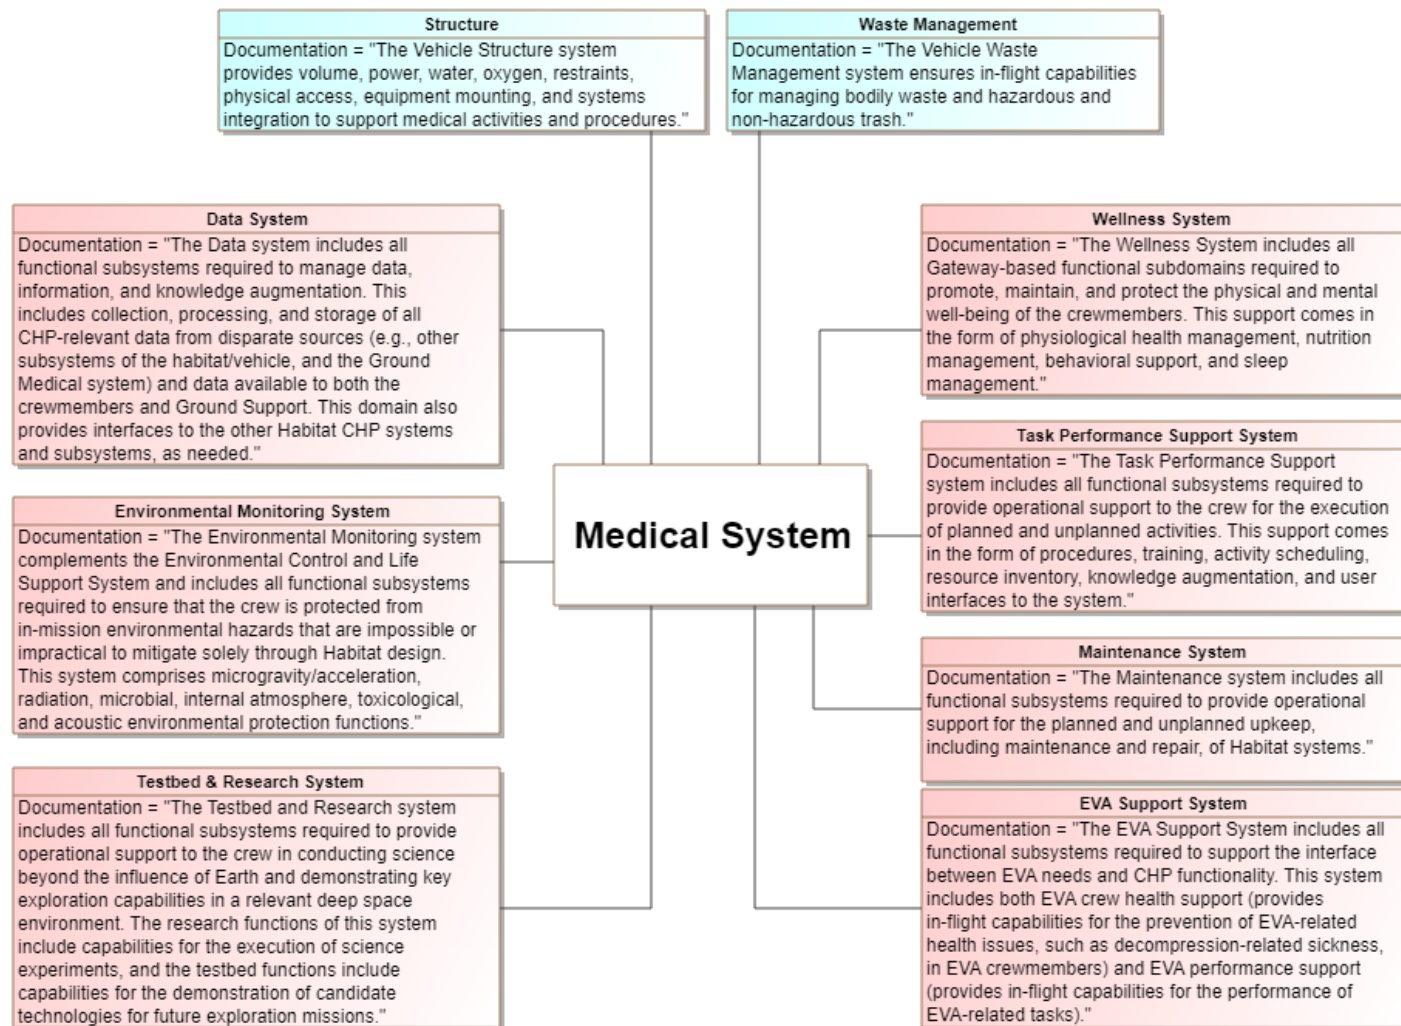 Structure
Documentation = "The Vehicle Structure system
provides volume, power, water, oxygen, restraints,
physical access, equipment mounting, and systems
integration to support medical activities and procedures."
Waste Management
Documentation = "The Vehicle Waste
Management system ensures in-flight capabilities
for managing bodily waste and hazardous and
non-hazardous trash."
Data System
Documentation = "The Data system includes all
functional subsystems required to manage data,
information, and knowledge augmentation. This
includes collection, processing, and storage of all
CHP-relevant data from disparate sources (e.g., other
subsystems of the habitat/vehicle, and the Ground
Medical system) and data available to both the
crewmembers and Ground Support. This domain also
provides interfaces to the other Habitat CHP systems
and subsystems, as needed."
Wellness System
Documentation = "The Wellness System includes all
Gateway-based functional subdomains required to
promote, maintain, and protect the physical and mental
well-being of the crewmembers. This support comes in
the form of physiological health management, nutrition
management, behavioral support, and sleep
management."
Medical System
Task Performance Support System
Documentation = "The Task Performance Support
system includes all functional subsystems required to
provide operational support to the crew for the execution
of planned and unplanned activities. This support comes
in the form of procedures, training, activity scheduling,
resource inventory, knowledge augmentation, and user
interfaces to the system."
Environmental Monitoring System
Documentation = "The Environmental Monitoring system
complements the Environmental Control and Life
Support System and includes all functional subsystems
required to ensure that the crew is protected from
in-mission environmental hazards that are impossible or
impractical to mitigate solely through Habitat design.
This system comprises microgravity/acceleration,
radiation, microbial, internal atmosphere, toxicological,
and acoustic environmental protection functions."
Maintenance System
Documentation = "The Maintenance system includes all
functional subsystems required to provide operational
support for the planned and unplanned upkeep,
including maintenance and repair, of Habitat systems."
Testbed & Research System
Documentation = "The Testbed and Research system
includes all functional subsystems required to provide
operational support to the crew in conducting science
beyond the influence of Earth and demonstrating key
exploration capabilities in a relevant deep space
environment. The research functions of this system
include capabilities for the execution of science
experiments, and the testbed functions include
capabilities for the demonstration of candidate
technologies for future exploration missions."
EVA Support System
Documentation = "The EVA Support System includes all
functional subsystems required to support the interface
between EVA needs and CHP functionality. This system
includes both EVA crew health support (provides
in-flight capabilities for the prevention of EVA-related
health issues, such as decompression-related sickness,
in EVA crewmembers) and EVA performance support
(provides in-flight capabilities for the performance of
EVA-related tasks)."